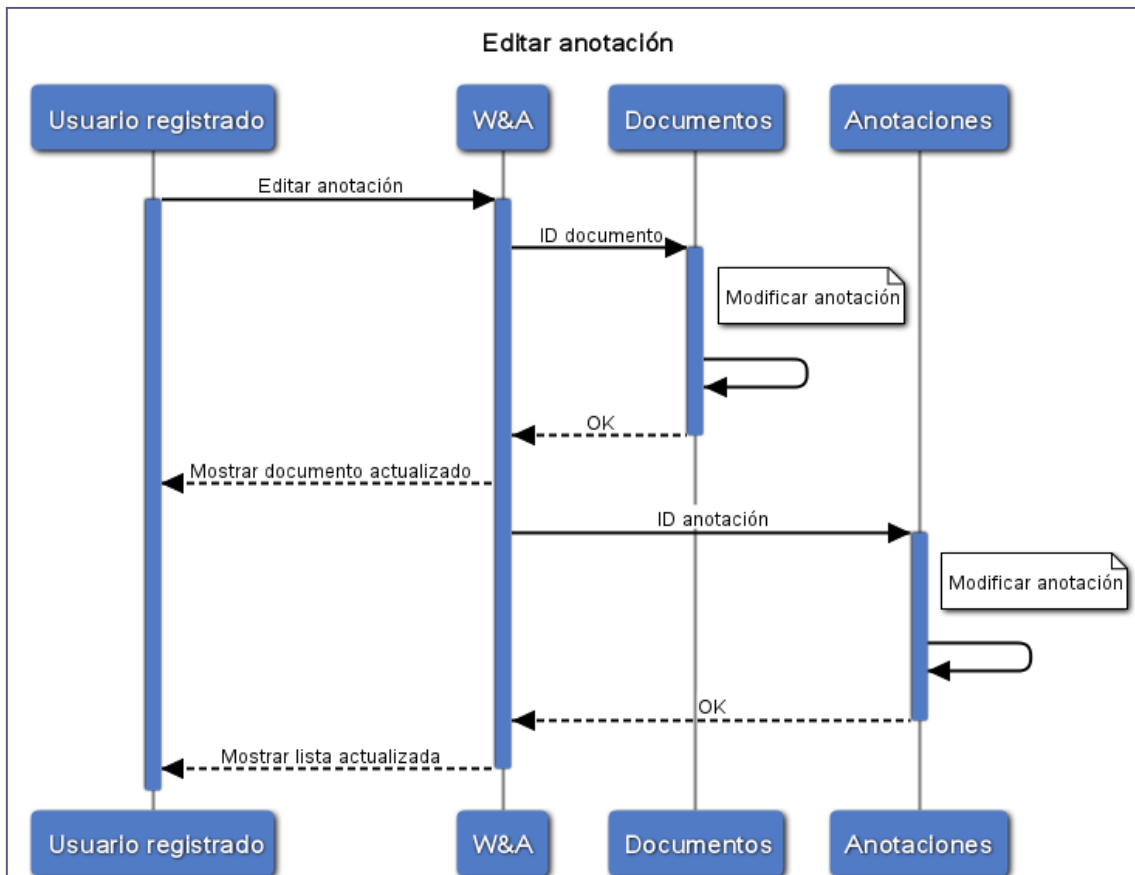 Editar anotación
Usuario registrado
W&A
Documentos
Anotaciones
Editar anotación
ID documento
Modificar anotación
OK
Mostrar documento actualizado
ID anotación
Modificar anotación
OK
Mostrar lista actualizada
Usuario registrado
W&A
Documentos
Anotaciones